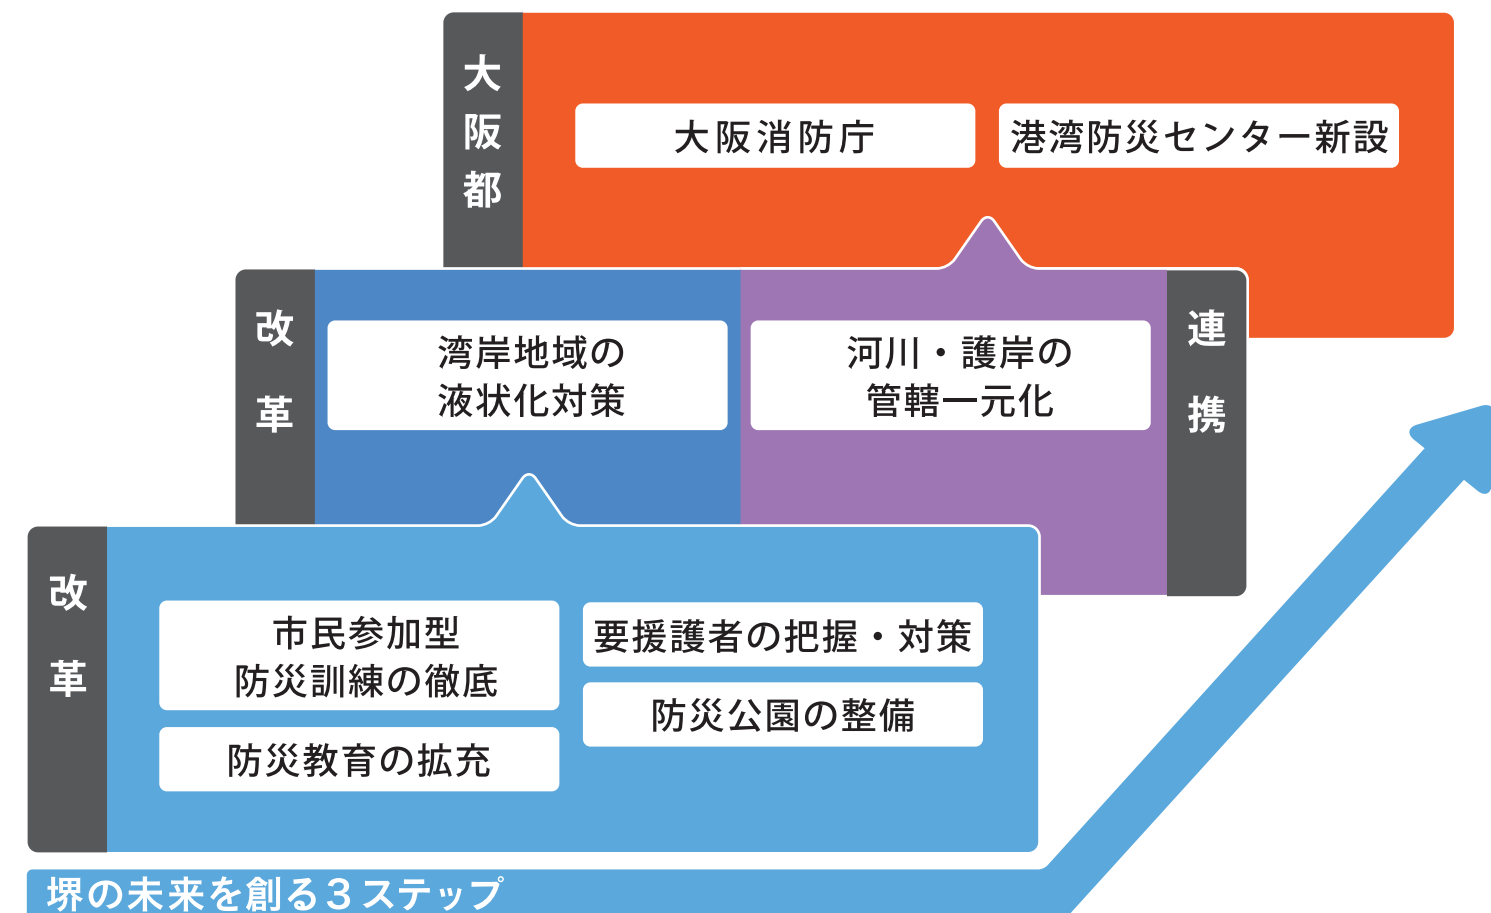 大阪都
大阪消防庁
港湾防災センター新設
改革
湾岸地域の
液状化対策
河川・護岸の
管轄一元化
連携
改革
市民参加型
防災訓練の徹底
要援護者の把握・対策
防災公園の整備
防災教育の拡充
堺の未来を創る3ステップ